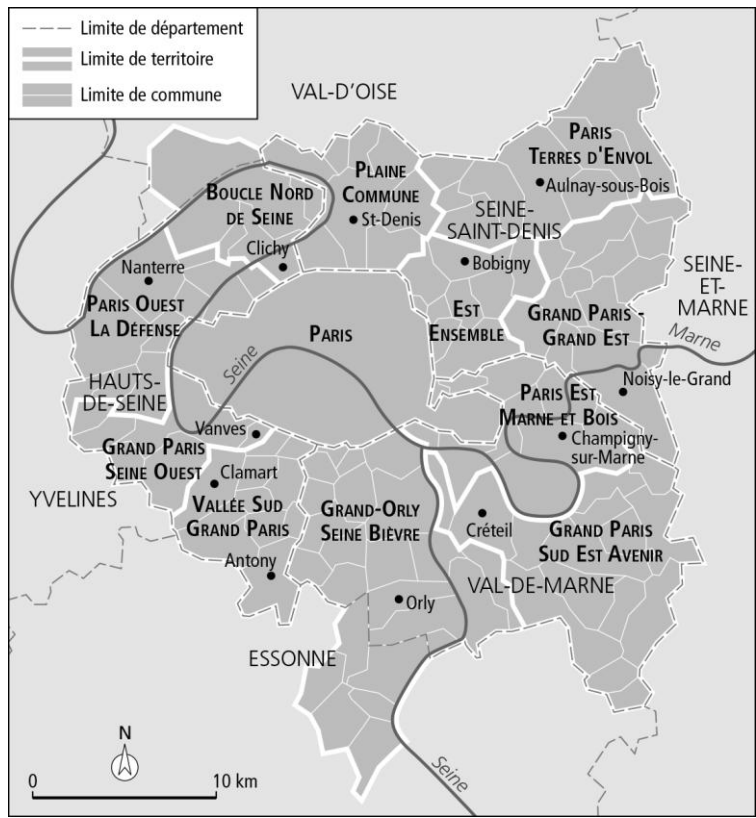 Limite de département
Limite de territoire
Limite de commune
VAL-D'OISE
PARIS
TERRES D'ENVOL
Aulnay-sous-Bois
PLAINE
COMMUNE
St-Denis
BOUCLE NORD
DE SEINE
Clichy
SEINE-
SAINT-DENIS
Bobigny
Nanterre
PARIS OUEST
LA DÉFENSE
SEINE-
ET-
MARNE
EST
ENSEMBLE
GRAND PARIS -
GRAND EST
Marne
PARIS
Seine
HAUTS-
DE-SEINE
Noisy-le-Grand
PARIS EST
MARNE ET BOIS
Champigny-
sur-Marne
Vanves
GRAND PARIS
SEINE OUEST
Clamart
YVELINES
VALLÉE SUD
GRAND PARIS
GRAND-ORLY
SEINE BIÈVRE
Créteil
GRAND PARIS
SUD EST AVENIR
Antony
VAL-DE-MARNE
Orly
ESSONNE
Seine
N
0 10 km